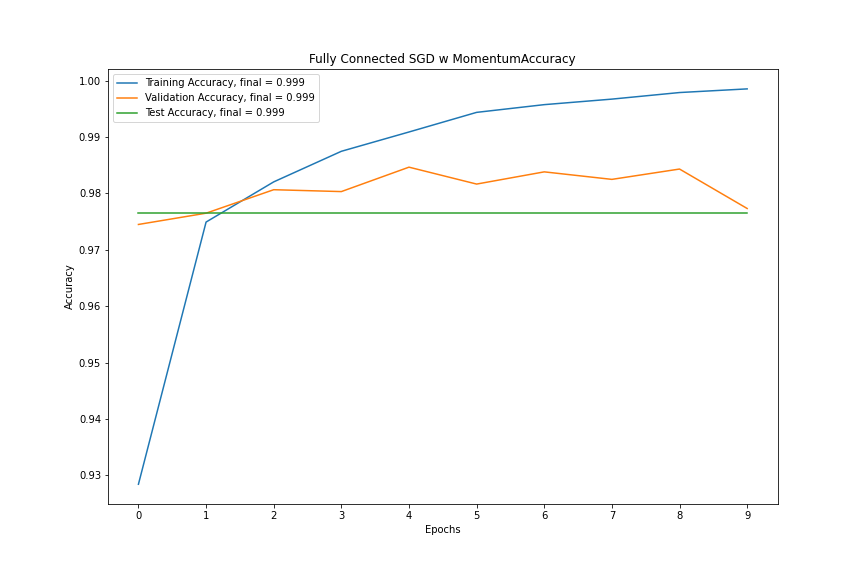 Fully Connected SGD w MomentumAccuracy
Training Accuracy, final = 0.999
Validation Accuracy, final = 0.999
Test Accuracy, final = 0.999
1.00
0.99
0.98
0.97
0.96
0.95
0.94
0.93
Accuracy
0 1 2 3 4 5 6 7 8 9
Epochs